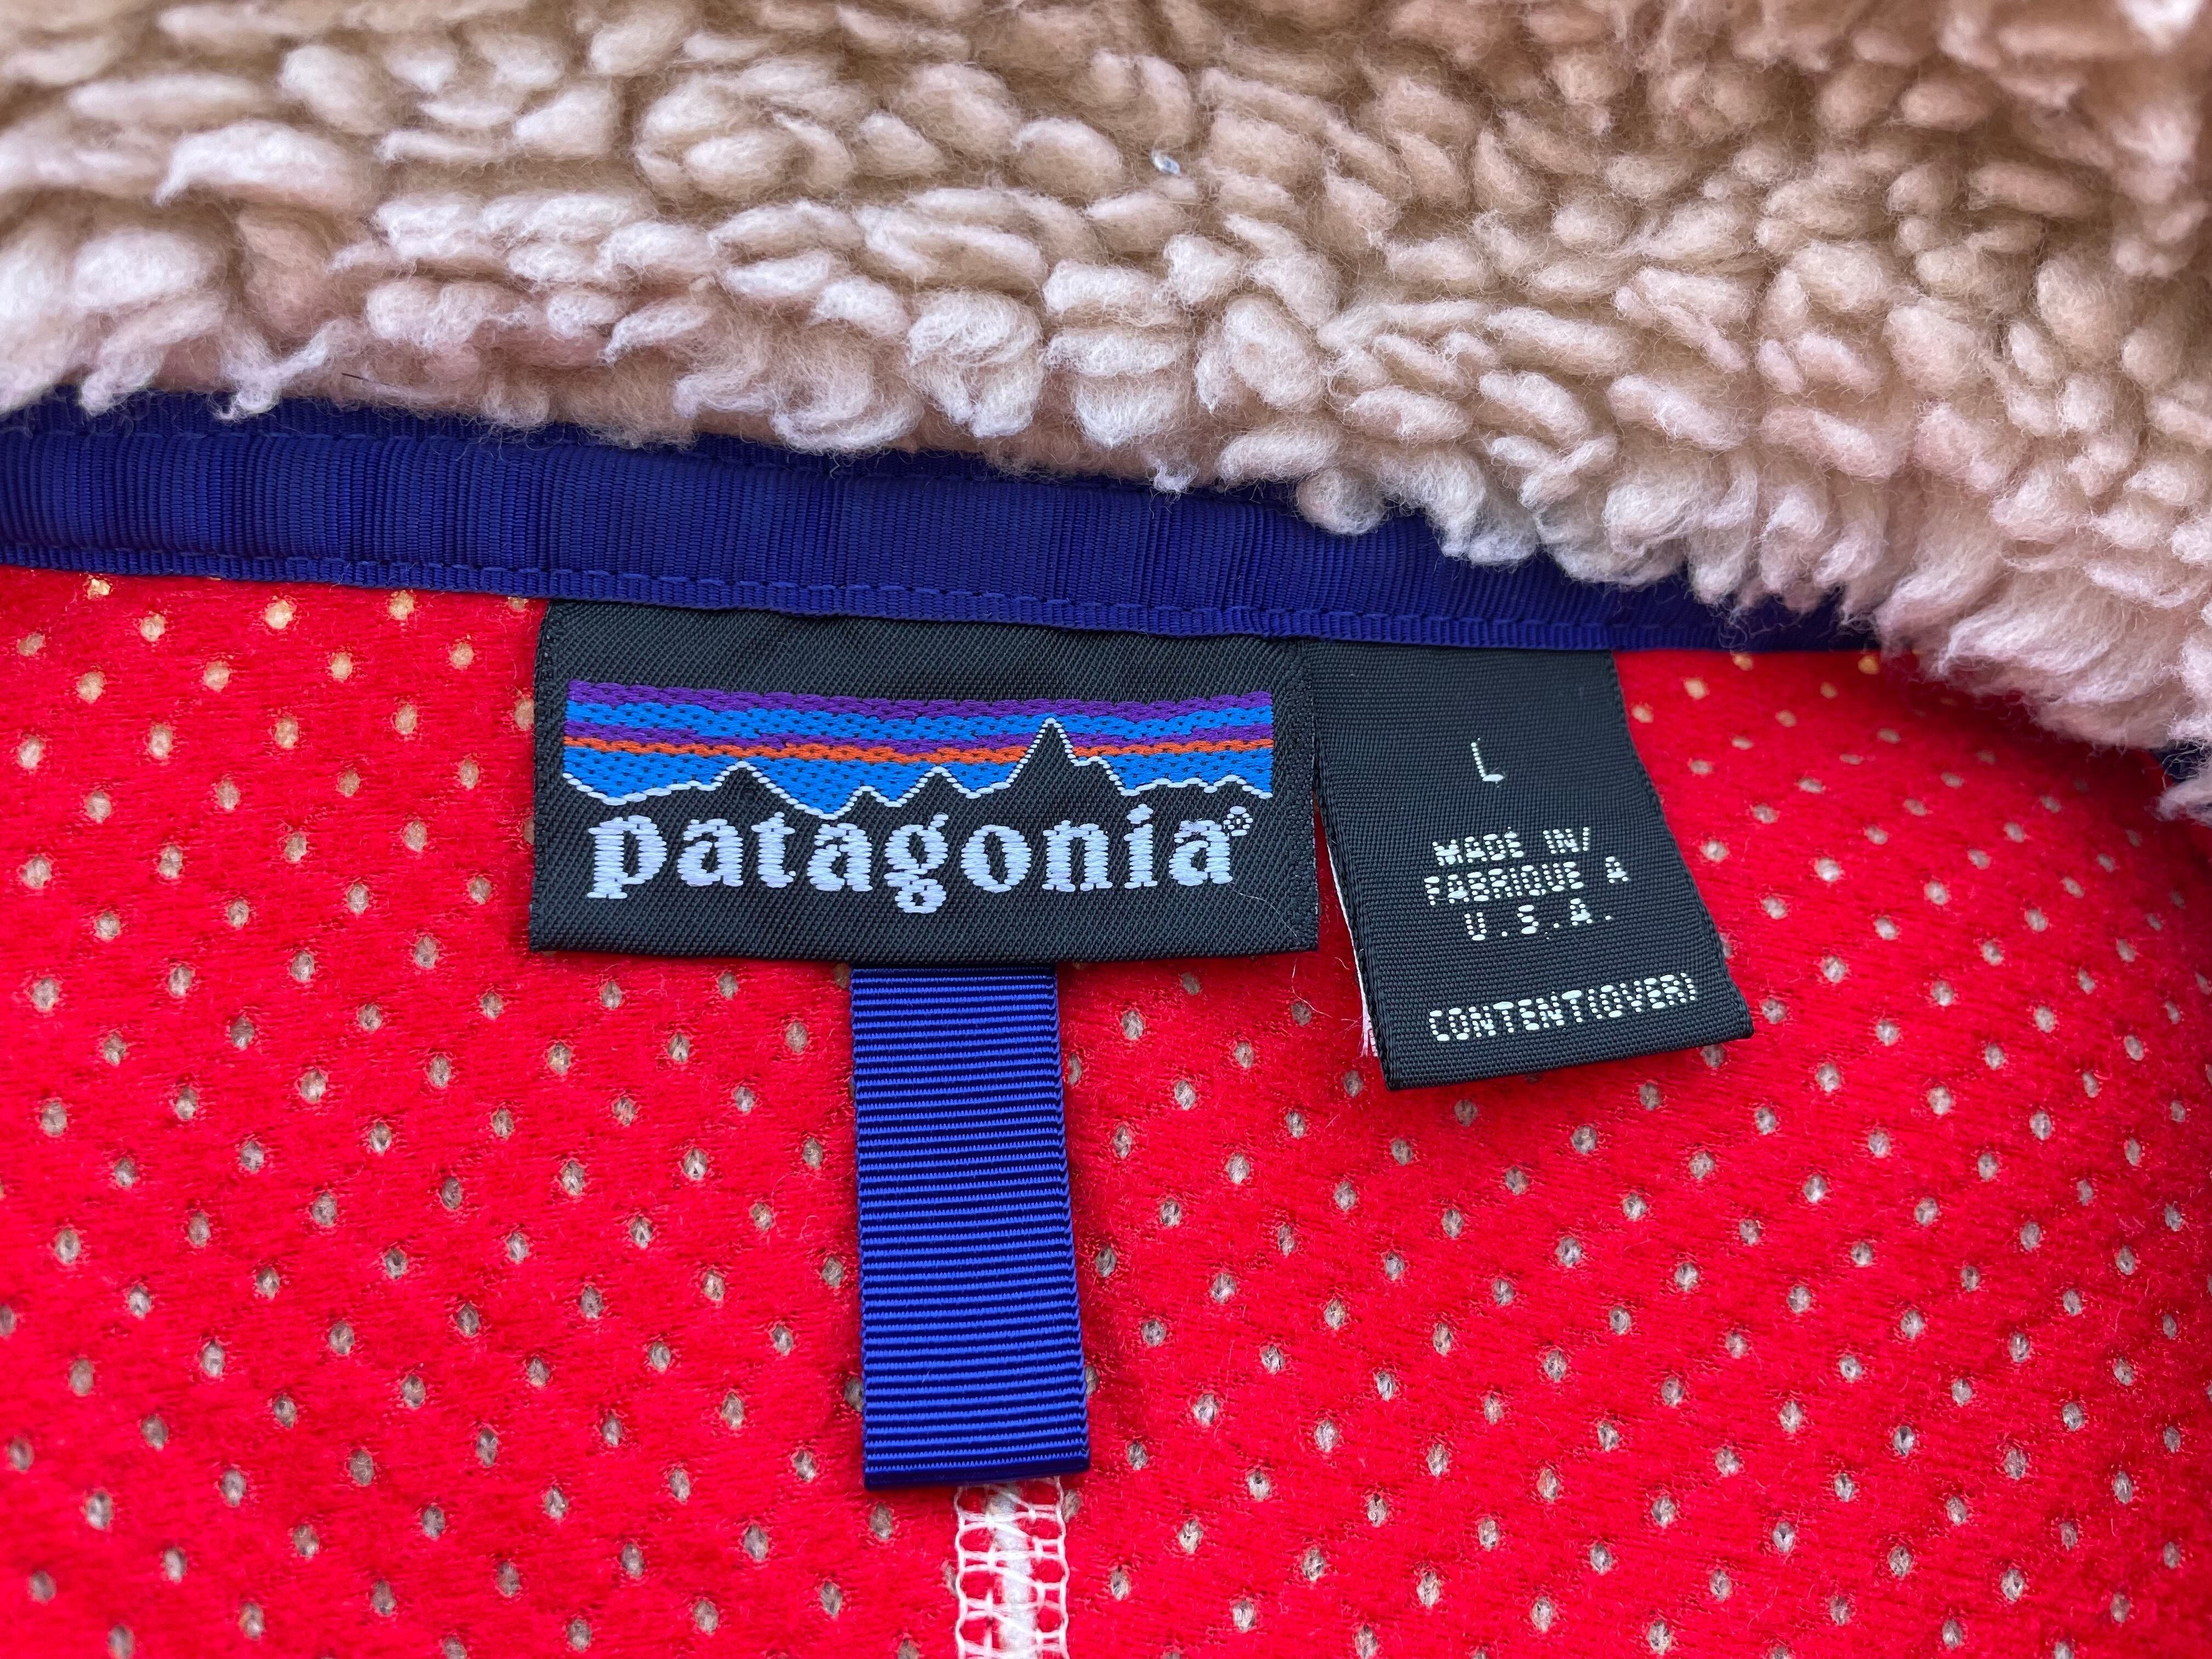 patagonia®
L
MADE IN/
FABRIQUE A
U.S.A.
CONTENT(OVER)